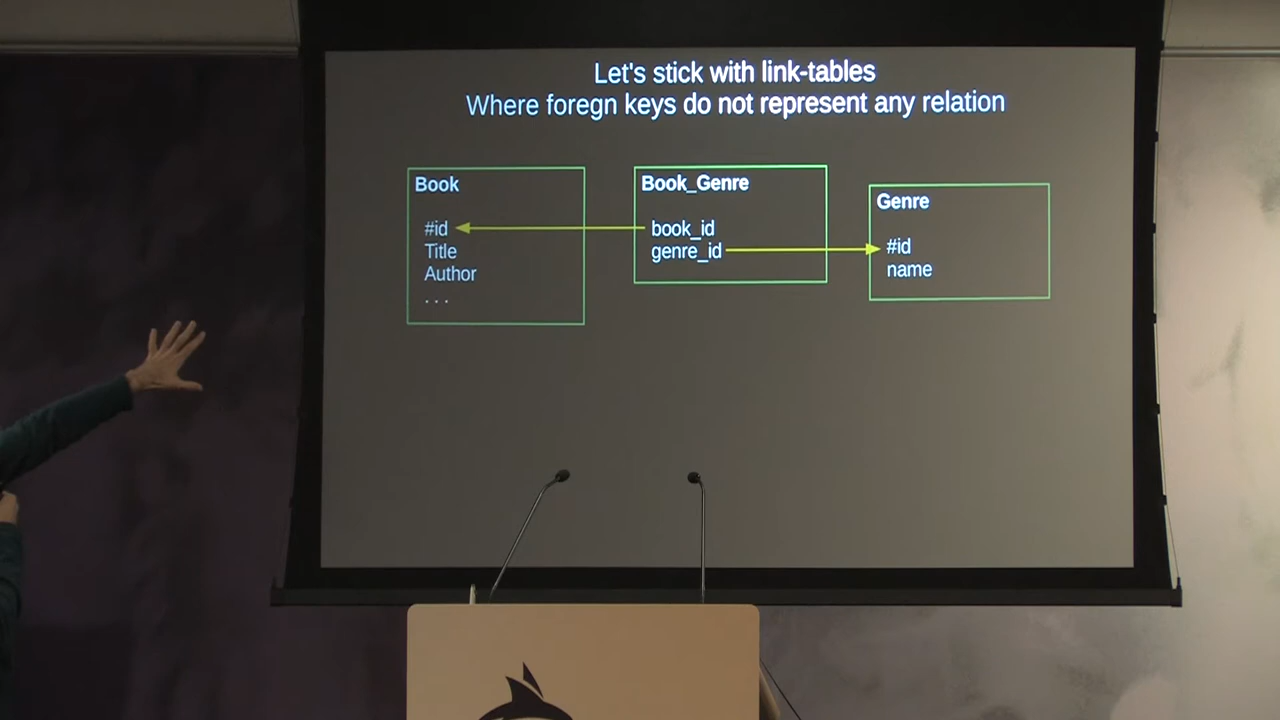 Let's stick with link-tables
Where foregn keys do not represent any relation
Book
#id
Title
Author
. . .
Book_Genre
book_id
genre_id
Genre
#id
name